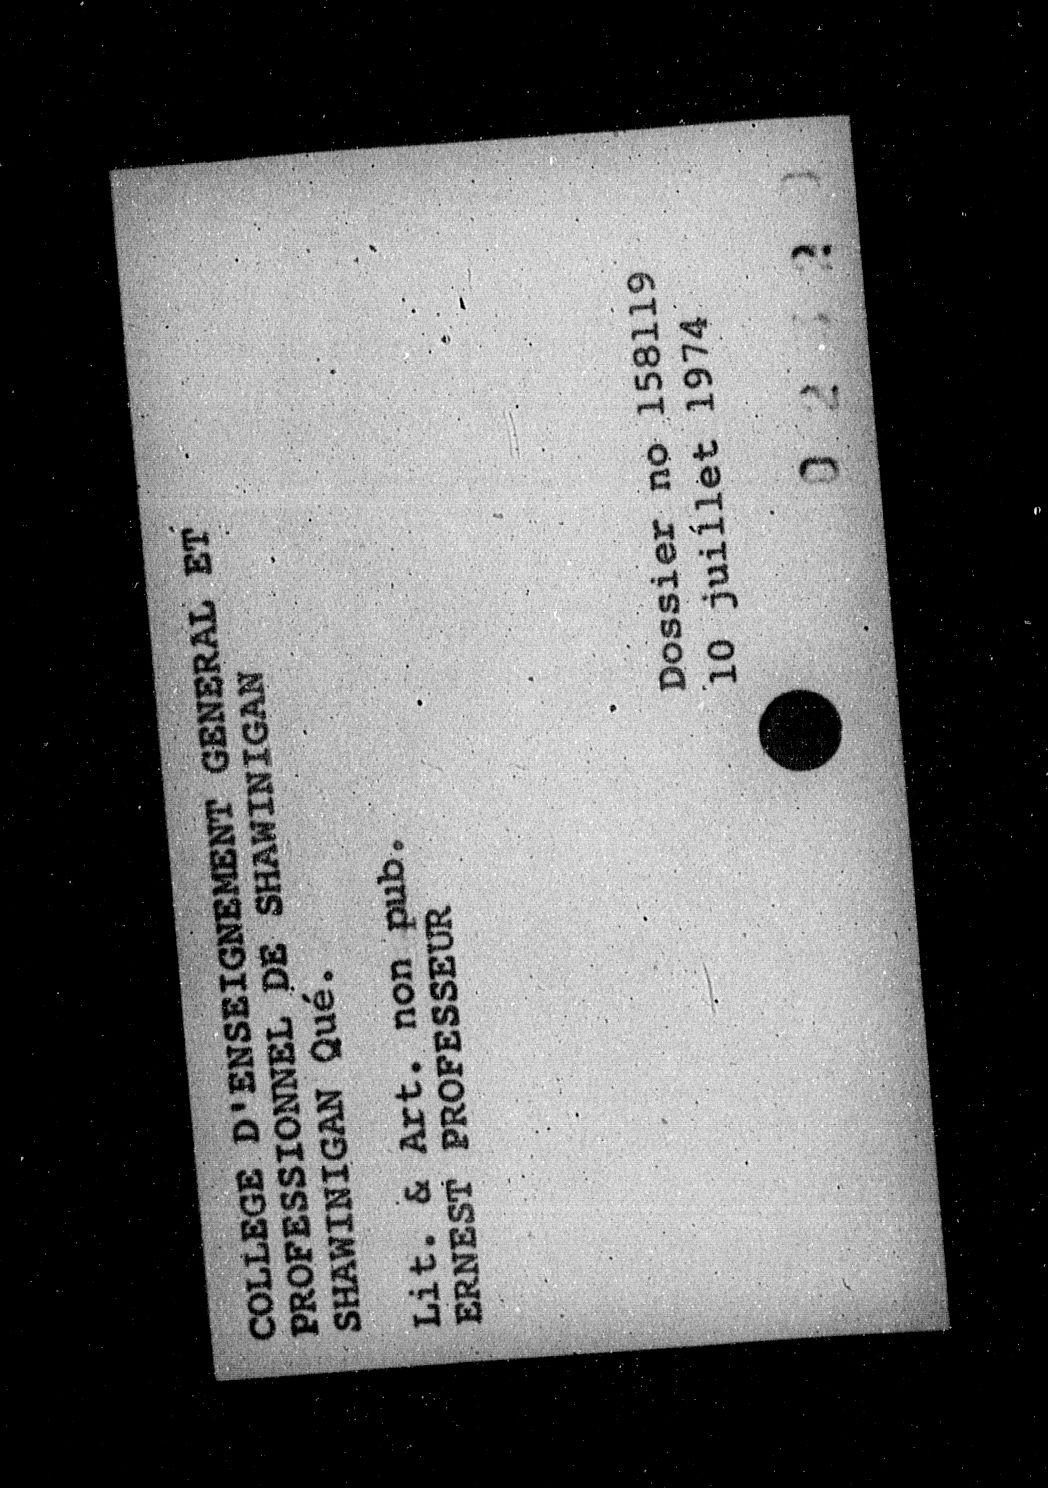 COLLEGE D'ENSEIGNEMENT GENERAL ET
PROFESSIONNEL DE SHAWINIGAN
SHAWINIGAN Qué.
Lit. & Art. non pub.
ERNEST PROFESSEUR
Dossier no 158119
10 juillet 1974